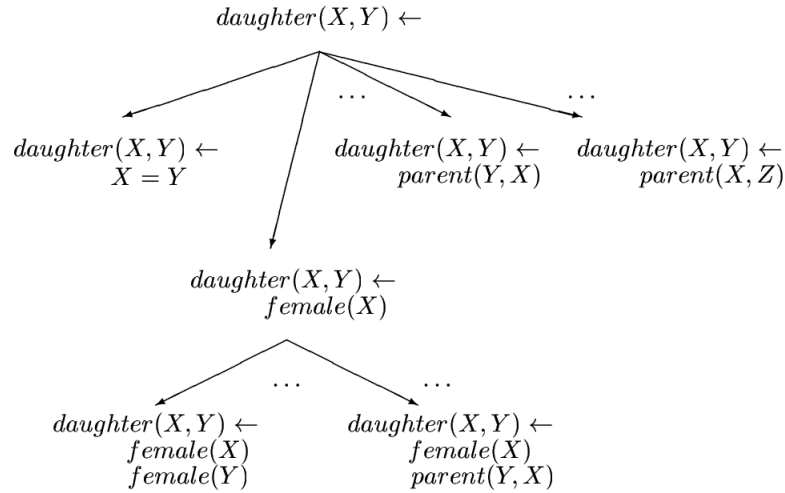 daughter(X, Y) ←
... ...
daughter(X, Y) ←
X = Y
daughter(X, Y) ←
parent(Y, X)
daughter(X, Y) ←
parent(X, Z)
daughter(X, Y) ←
female(X)
... ...
daughter(X, Y) ←
female(X)
female(Y)
daughter(X, Y) ←
female(X)
parent(Y, X)